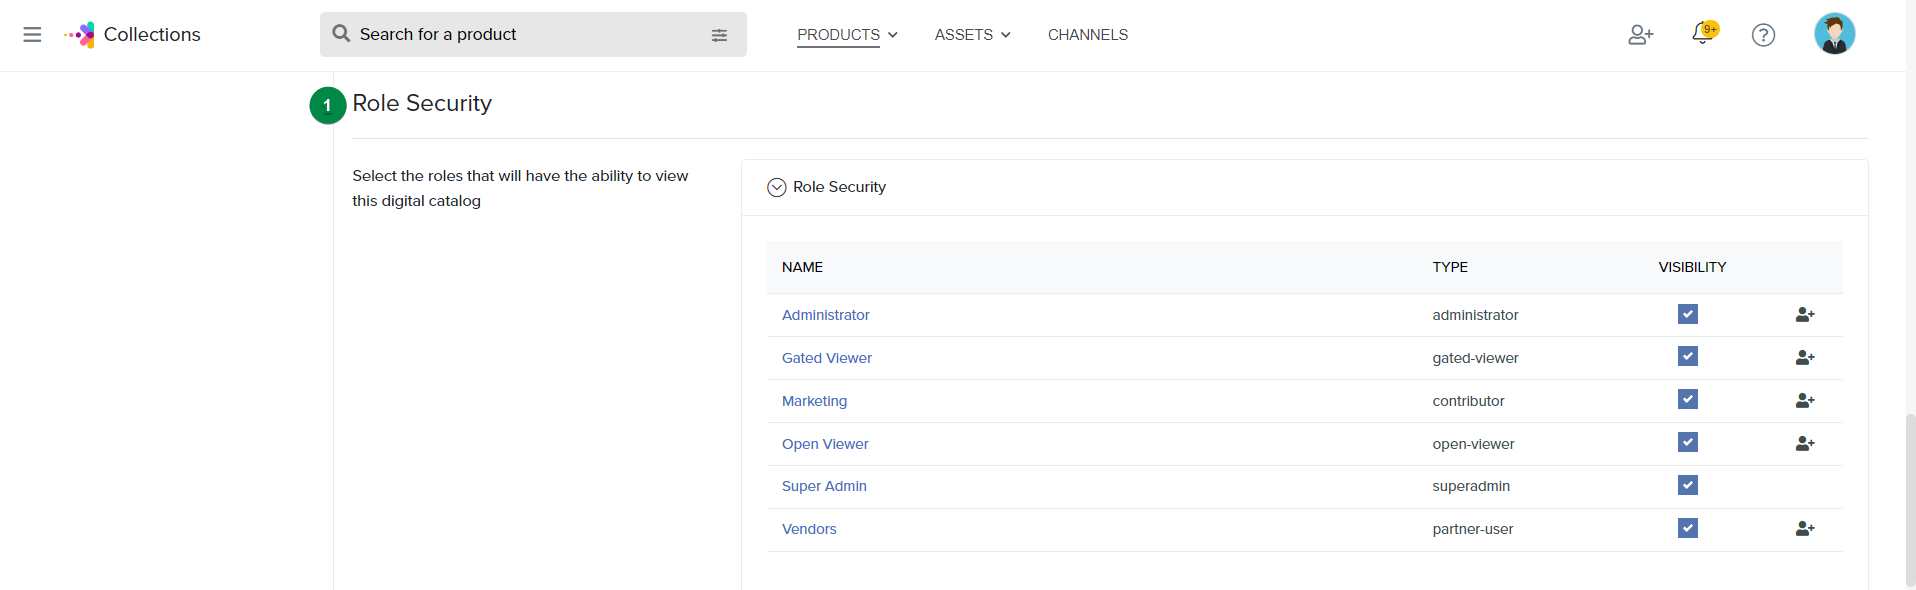 Collections
Search for a product
PRODUCTS
ASSETS
CHANNELS
9+
?
1 Role Security
Select the roles that will have the ability to view
this digital catalog
Role Security
NAME TYPE VISIBILITY
Administrator administrator
Gated Viewer gated-viewer
Marketing contributor
Open Viewer open-viewer
Super Admin superadmin
Vendors partner-user